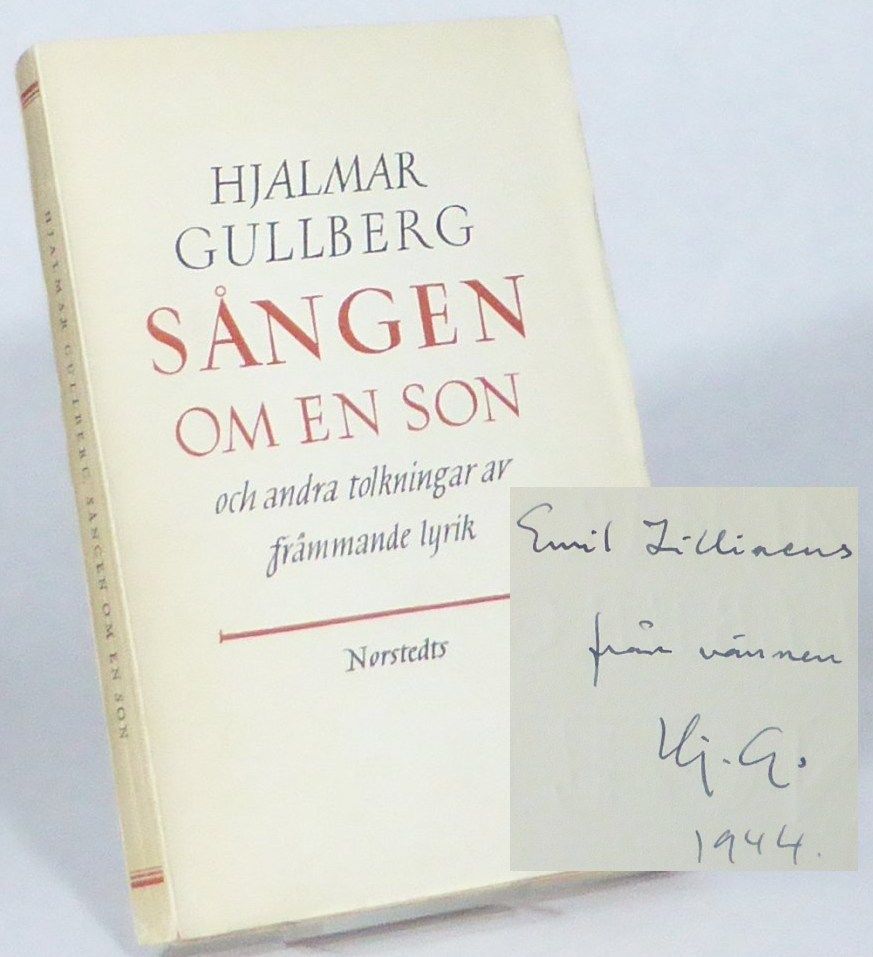 HJALMAR
GULLBERG
SÅNGEN
OM EN SON
och andra tolkningar av
främmande lyrik
Norstedts
HJALMAR GULLBERG SÅNGEN OM EN SON
Emil Zilliacus
från vännen
Hj. G.
1944.